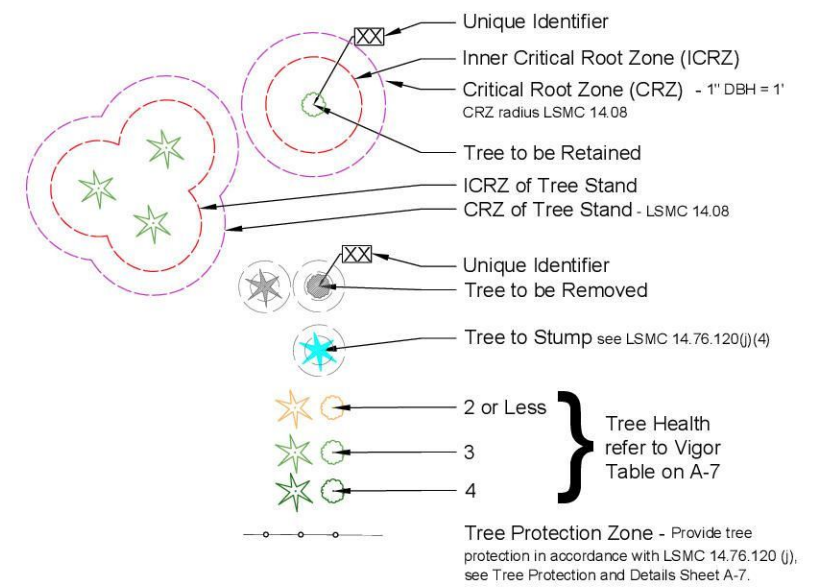 XX
Unique Identifier
Inner Critical Root Zone (ICRZ)
Critical Root Zone (CRZ) - 1" DBH = 1'
CRZ radius LSMC 14.08
Tree to be Retained
ICRZ of Tree Stand
CRZ of Tree Stand - LSMC 14.08
XX
Unique Identifier
Tree to be Removed
Tree to Stump see LSMC 14.76.120(j)(4)
2 or Less
3
4
Tree Health
refer to Vigor
Table on A-7
Tree Protection Zone - Provide tree
protection in accordance with LSMC 14.76.120 (j),
see Tree Protection and Details Sheet A-7.